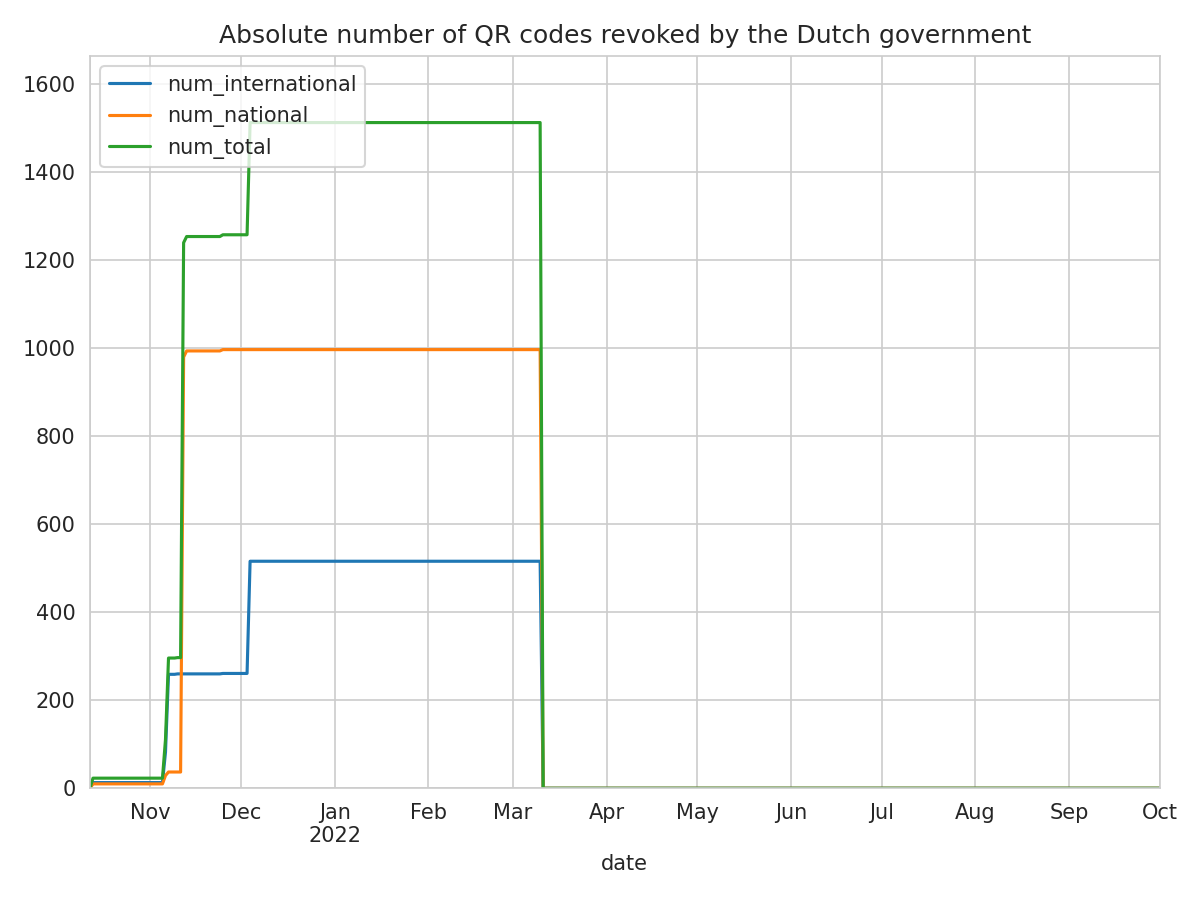 Absolute number of QR codes revoked by the Dutch government
num_international
num_national
num_total
1600
1400
1200
1000
800
600
400
200
0
Nov Dec Jan Feb Mar Apr May Jun Jul Aug Sep Oct
2022
date